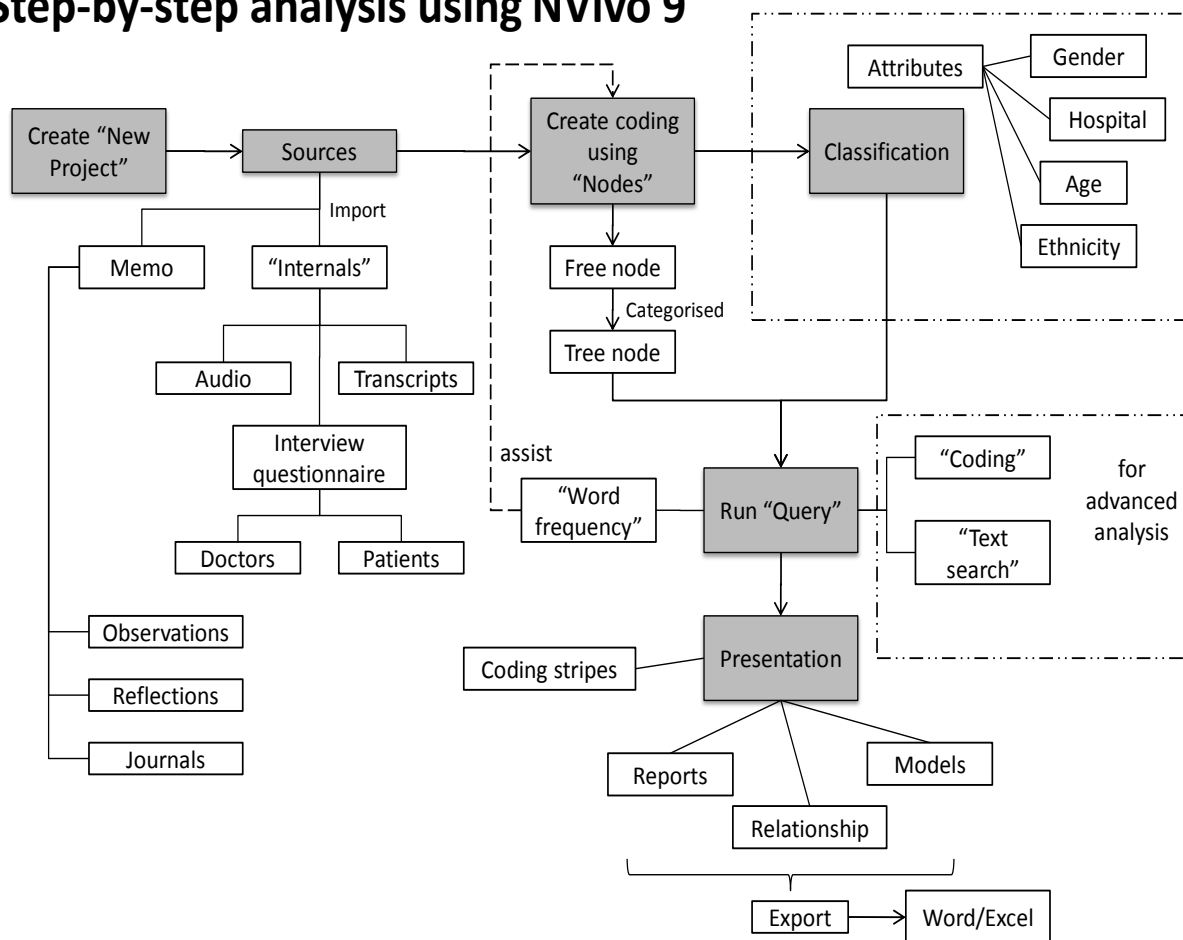 Step-by-step analysis using NVivo 9
Create “New
Project”
Sources
Import
Memo
“Internals”
Audio
Transcripts
Interview
questionnaire
Doctors
Patients
Observations
Reflections
Journals
Create coding
using
“Nodes”
Free node
Categorised
Tree node
Classification
Attributes
Gender
Hospital
Age
Ethnicity
assist
“Word
frequency”
Run “Query”
“Coding”
“Text
search”
for
advanced
analysis
Presentation
Coding stripes
Reports
Relationship
Models
Export
Word/Excel